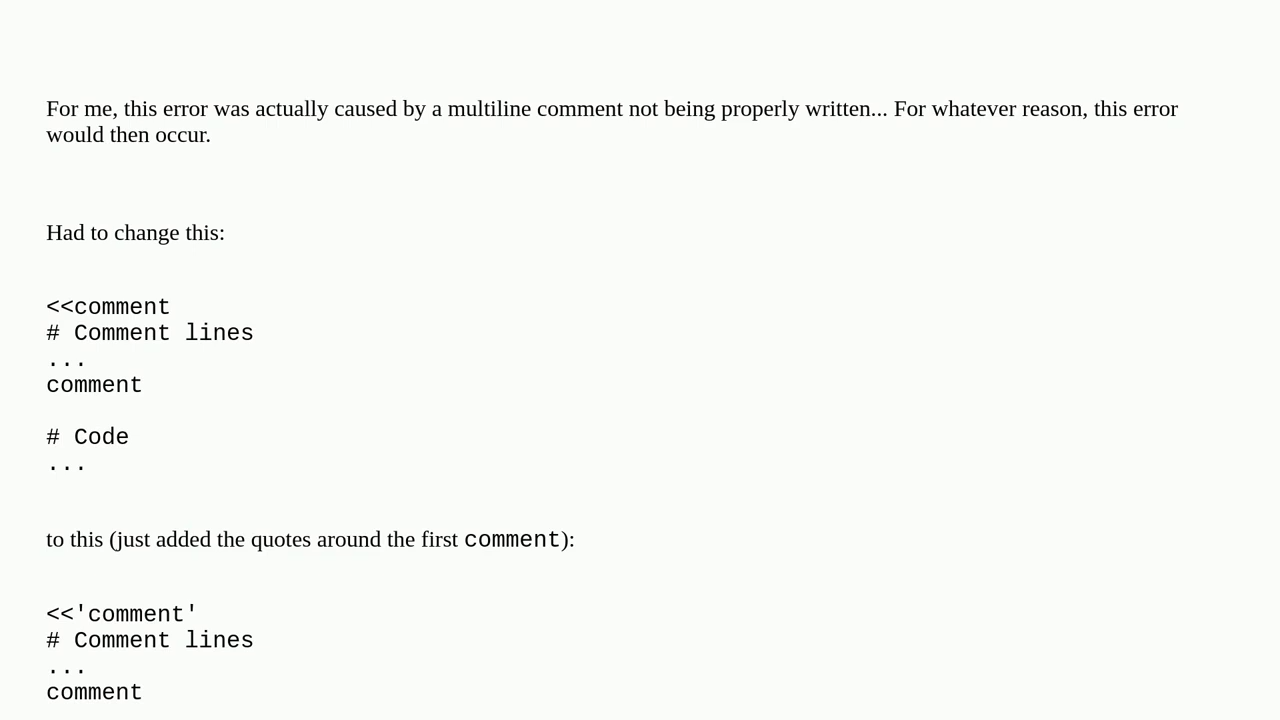 For me, this error was actually caused by a multiline comment not being properly written... For whatever reason, this error
would then occur.
Had to change this:
<<comment
# Comment lines
...
comment
# Code
...
to this (just added the quotes around the first comment):
<<'comment'
# Comment lines
...
comment